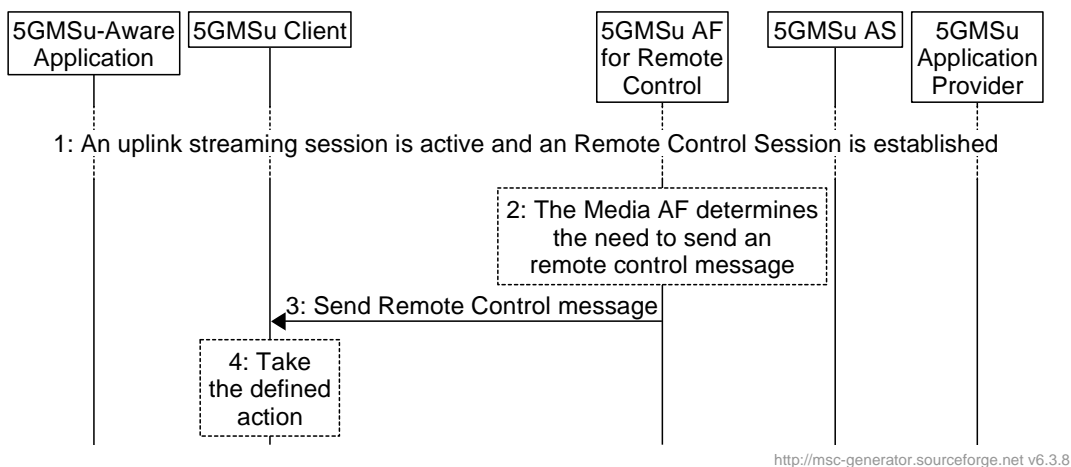 5GMSu-Aware
Application
5GMSu Client
5GMSu AF
for Remote
Control
5GMSu AS
5GMSu
Application
Provider
1: An uplink streaming session is active and an Remote Control Session is established
2: The Media AF determines
the need to send an
remote control message
3: Send Remote Control message
4: Take
the defined
action
http://msc-generator.sourceforge.net v6.3.8